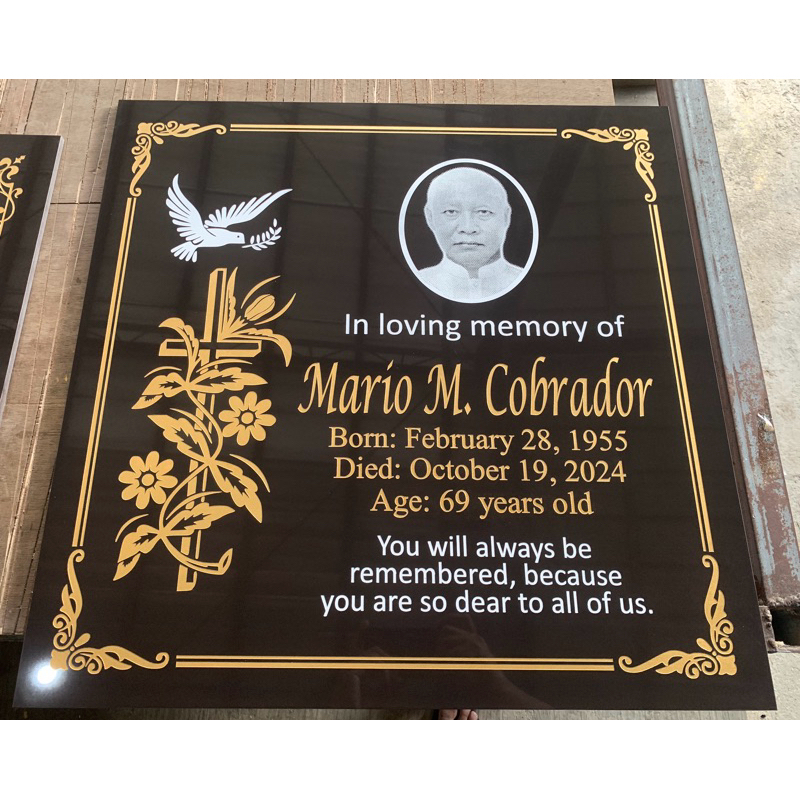 In loving memory of
Mario M. Cobrador
Born: February 28, 1955
Died: October 19, 2024
Age: 69 years old
You will always be
remembered, because
you are so dear to all of us.